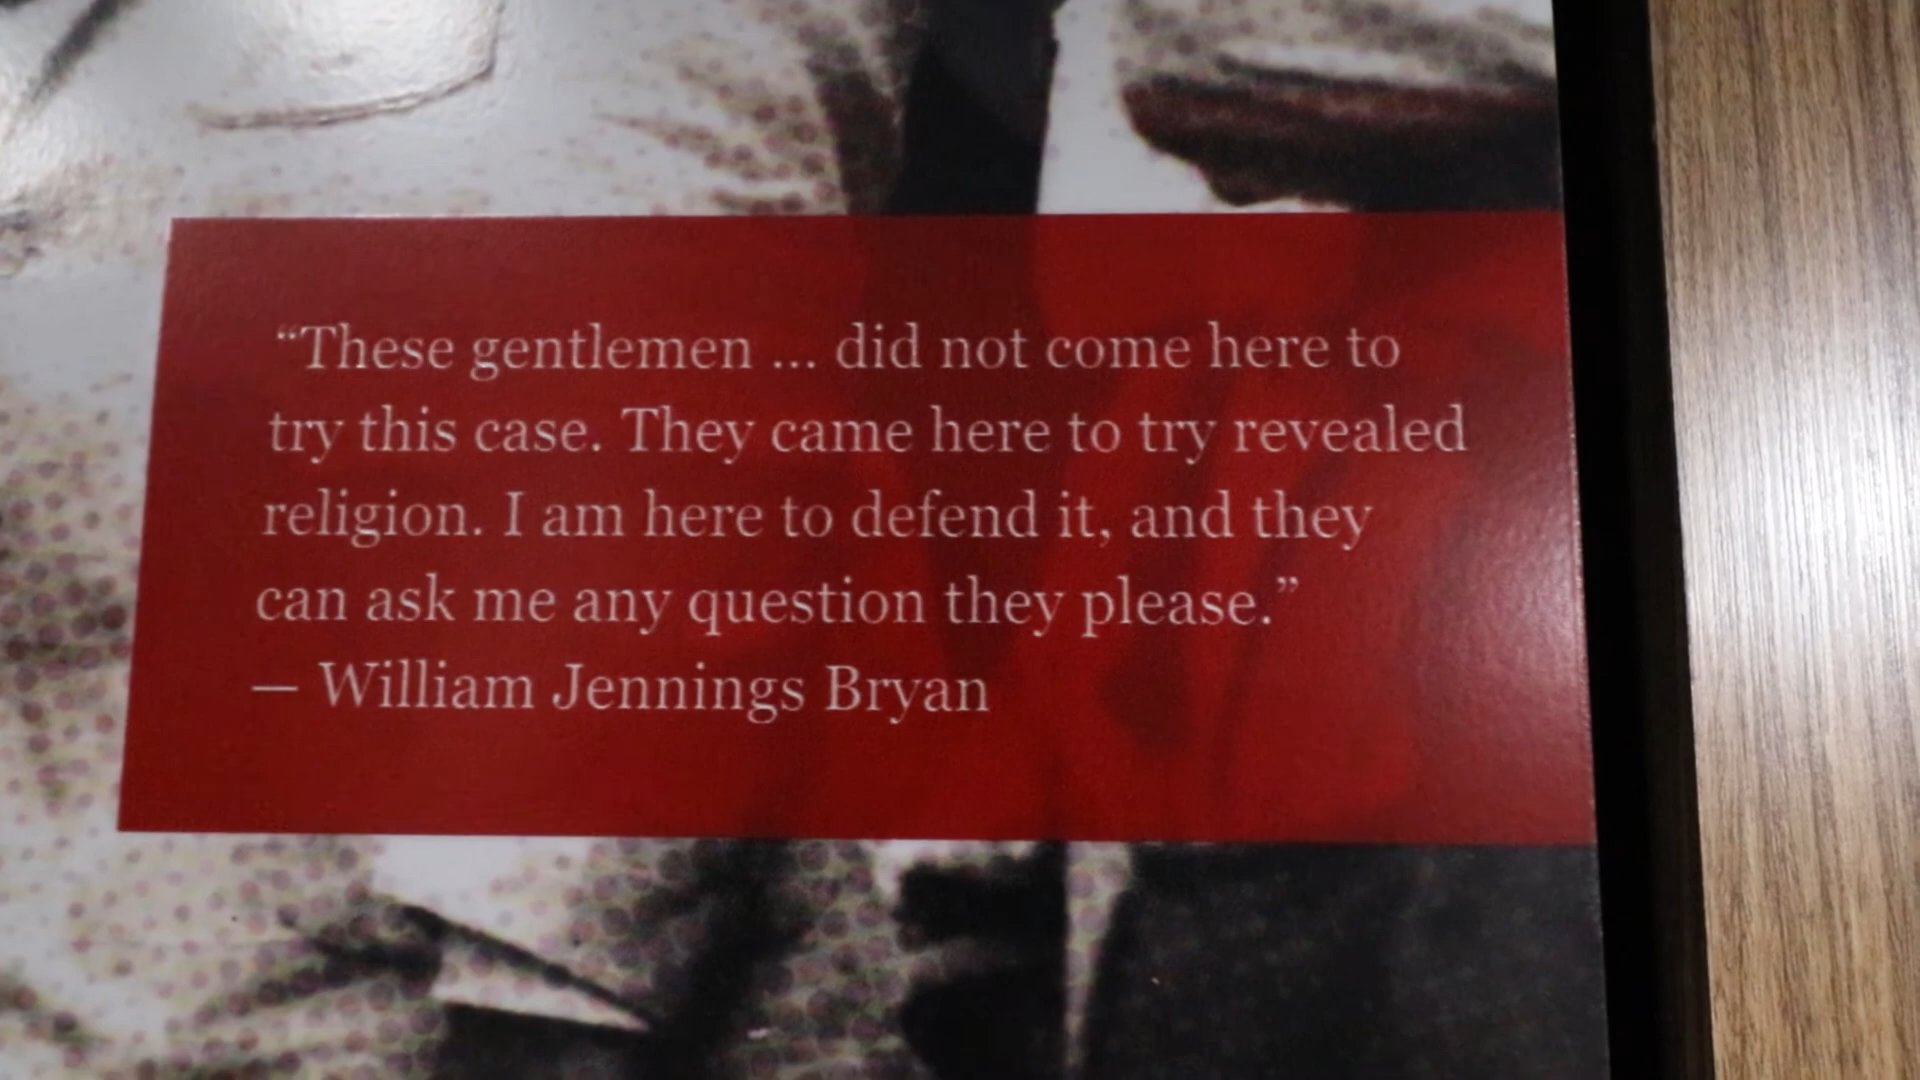 “These gentlemen ... did not come here to
try this case. They came here to try revealed
religion. I am here to defend it, and they
can ask me any question they please.”
— William Jennings Bryan